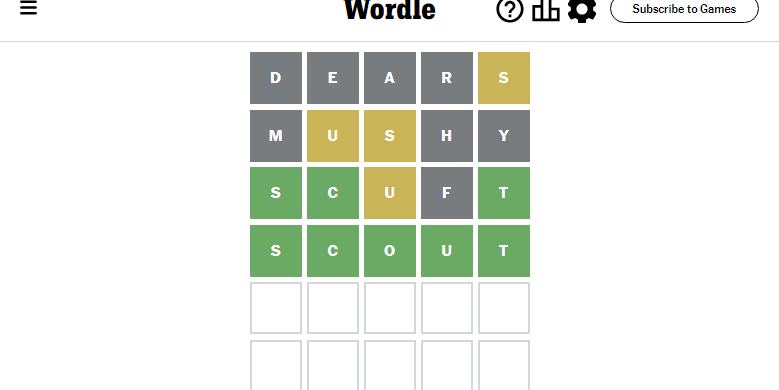 Wordle
Subscribe to Games
D E A R S
M U S H Y
S C U F T
S C O U T